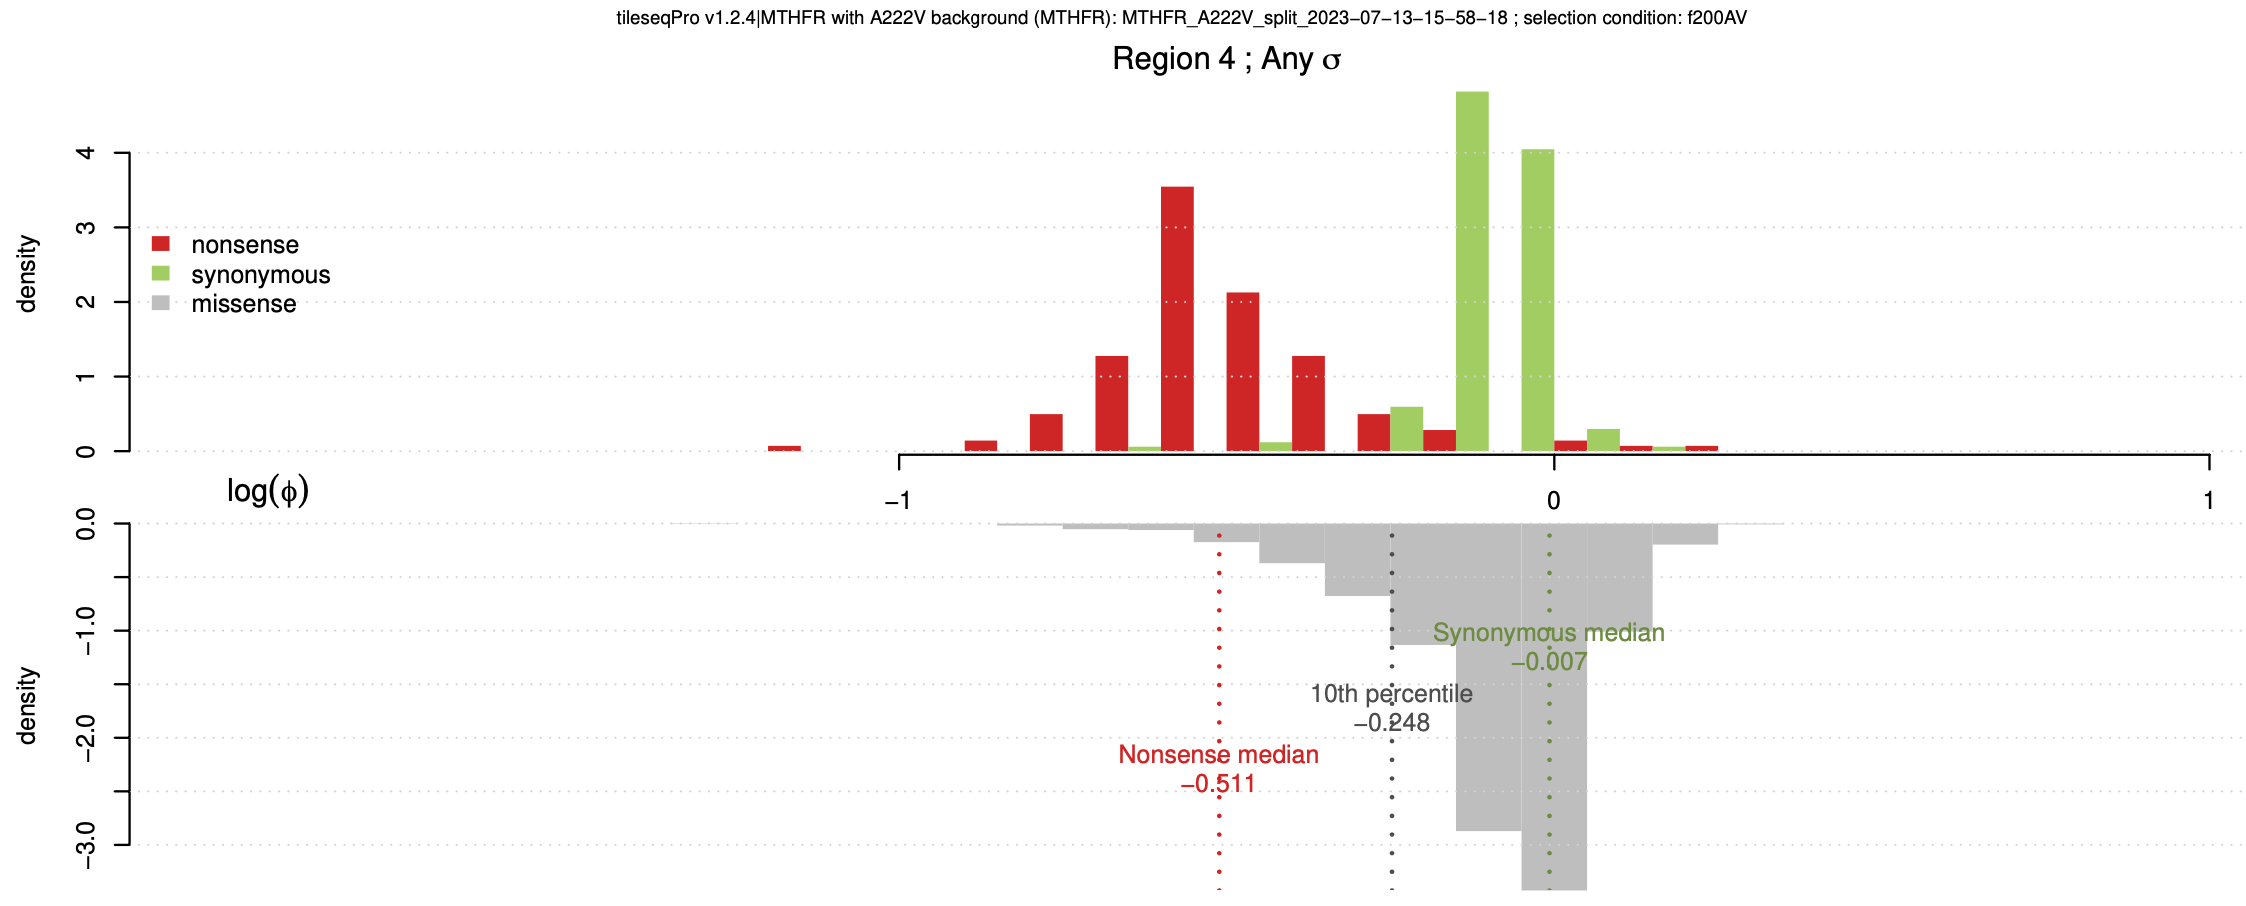 tileseqPro v1.2.4|MTHFR with A222V background (MTHFR): MTHFR_A222V_split_2023−07−13−15−58−18 ; selection condition: f200AV
Region 4 ; Any σ
density
4
3
2
1
0
nonsense
synonymous
missense
log(ϕ)
−1
0
1
density
0.0
−1.0
−2.0
−3.0
Synonymous median
−0.007
10th percentile
−0.248
Nonsense median
−0.511